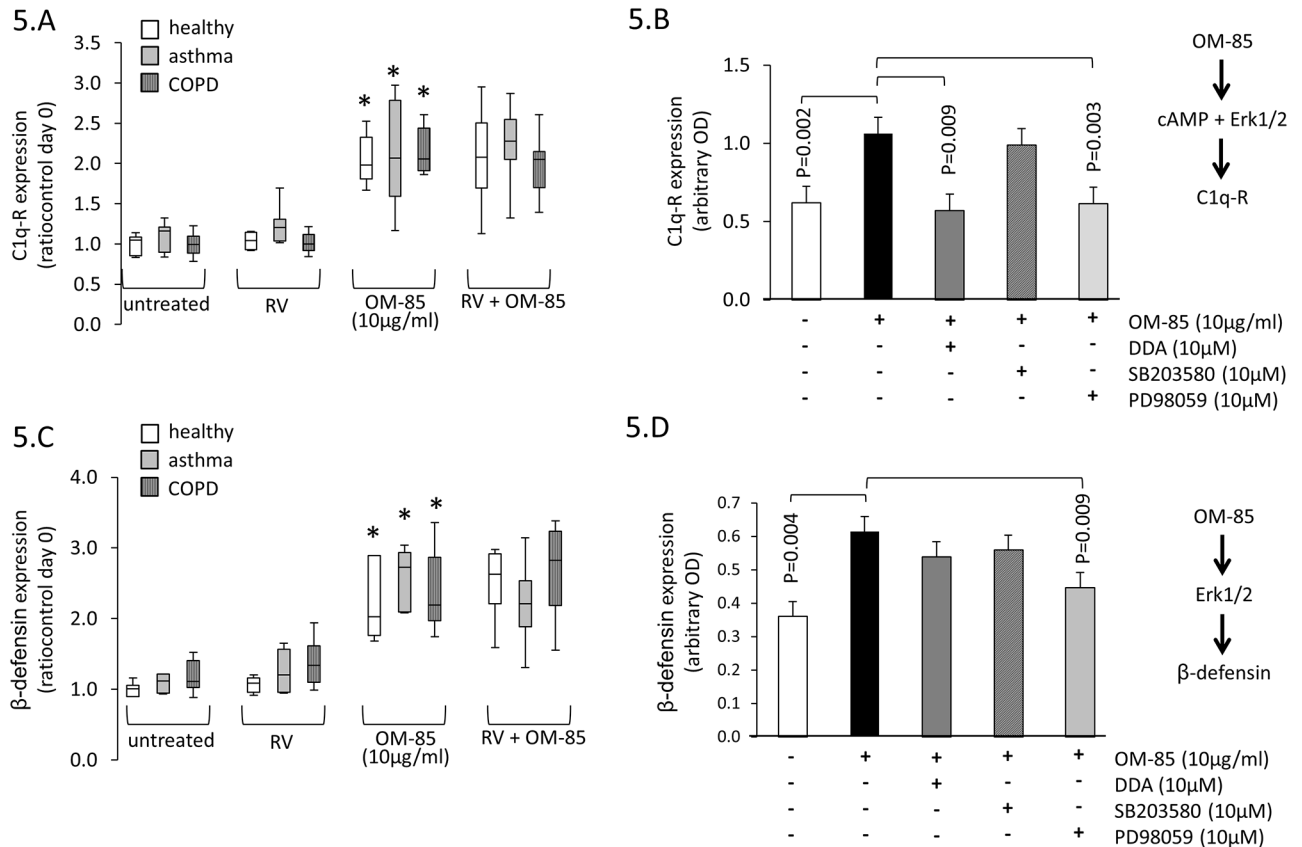 5.A
healthy
asthma
COPD
C1q-R expression
(ratiocontrol day 0)
3.5
3.0
2.5
2.0
1.5
1.0
0.5
0.0
* * *
untreated
RV
OM-85
(10µg/ml)
RV + OM-85
5.B
C1q-R expression
(arbitrary OD)
1.5
1.0
0.5
0.0
P=0.002
P=0.009
P=0.003
- + + + + OM-85 (10µg/ml)
- - + - - DDA (10µM)
- - - + - SB203580 (10µM)
- - - - + PD98059 (10µM)
OM-85
cAMP + Erk1/2
C1q-R
5.C
healthy
asthma
COPD
β-defensin expression
(ratiocontrol day 0)
4.0
3.0
2.0
1.0
0.0
* * *
untreated
RV
OM-85
(10µg/ml)
RV + OM-85
5.D
β-defensin expression
(arbitrary OD)
0.7
0.6
0.5
0.4
0.3
0.2
0.1
0.0
P=0.004
P=0.009
- + + + + OM-85 (10µg/ml)
- - + - - DDA (10µM)
- - - + - SB203580 (10µM)
- - - - + PD98059 (10µM)
OM-85
Erk1/2
β-defensin